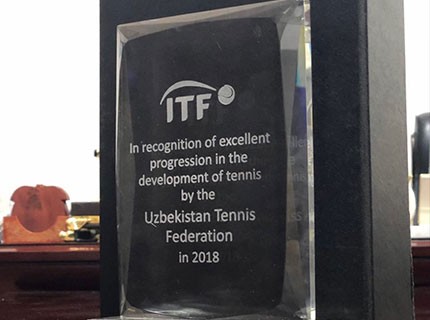 ITF
In recognition of excellent
progression in the
development of tennis
by the
Uzbekistan Tennis
Federation
in 2018